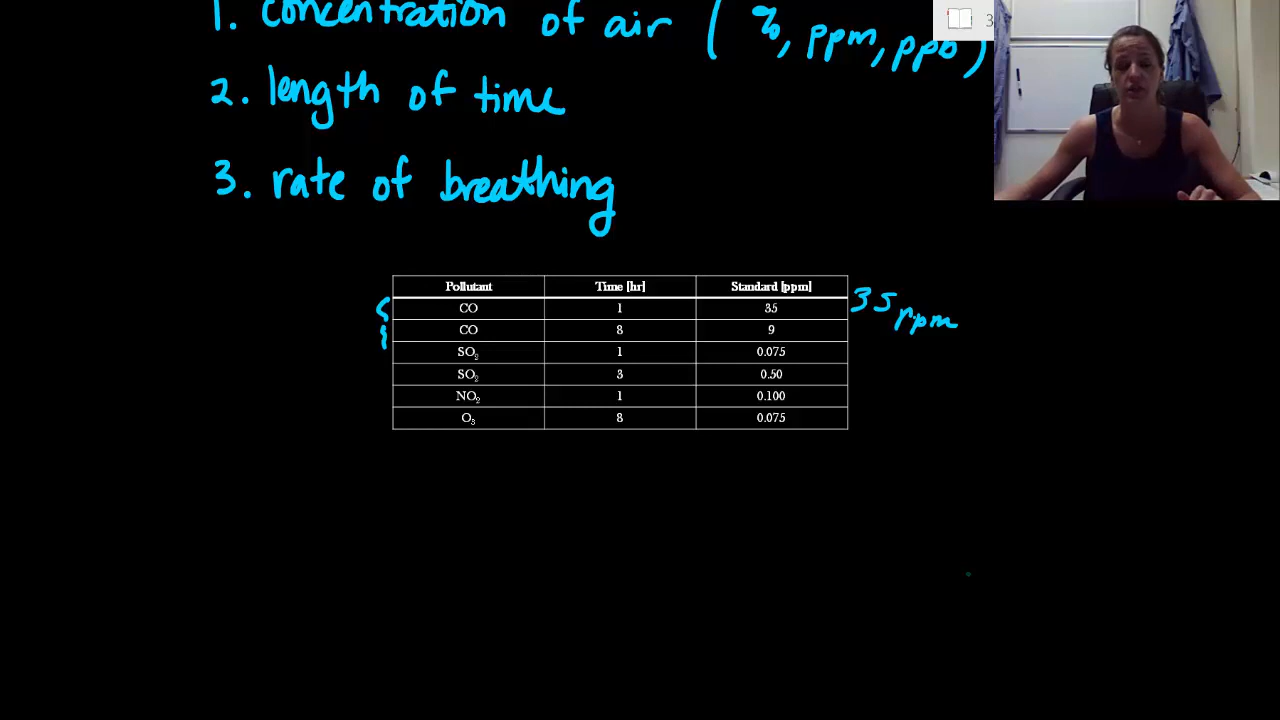 1. concentration of air (%, ppm, ppb)
3
2. length of time
3. rate of breathing
Pollutant Time [hr] Standard [ppm]
CO 1 35 35 ppm
CO 8 9
SO₂ 1 0.075
SO₂ 3 0.50
NO₂ 1 0.100
O₃ 8 0.075